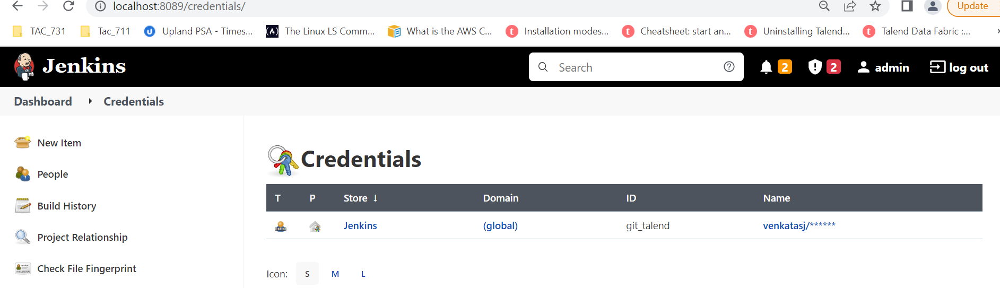 localhost:8089/credentials/
Update
TAC_731 Tac_711 Upland PSA - Times... The Linux LS Comm... What is the AWS C... Installation modes... Cheatsheet: start an... Uninstalling Talend... Talend Data Fabric :...
Jenkins Search 2 2 admin log out
Dashboard Credentials
New Item
People
Build History
Project Relationship
Check File Fingerprint
Credentials
T P Store ↓ Domain ID Name
Jenkins (global) git_talend venkatasj/******
Icon: S M L